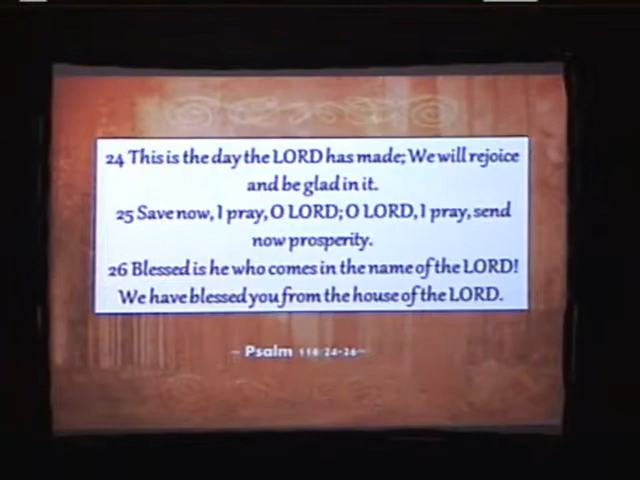 24 This is the day the LORD has made; We will rejoice
and be glad in it.
25 Save now, I pray, O LORD; O LORD, I pray, send
now prosperity.
26 Blessed is he who comes in the name of the LORD!
We have blessed you from the house of the LORD.
~ Psalm 118:24-26~